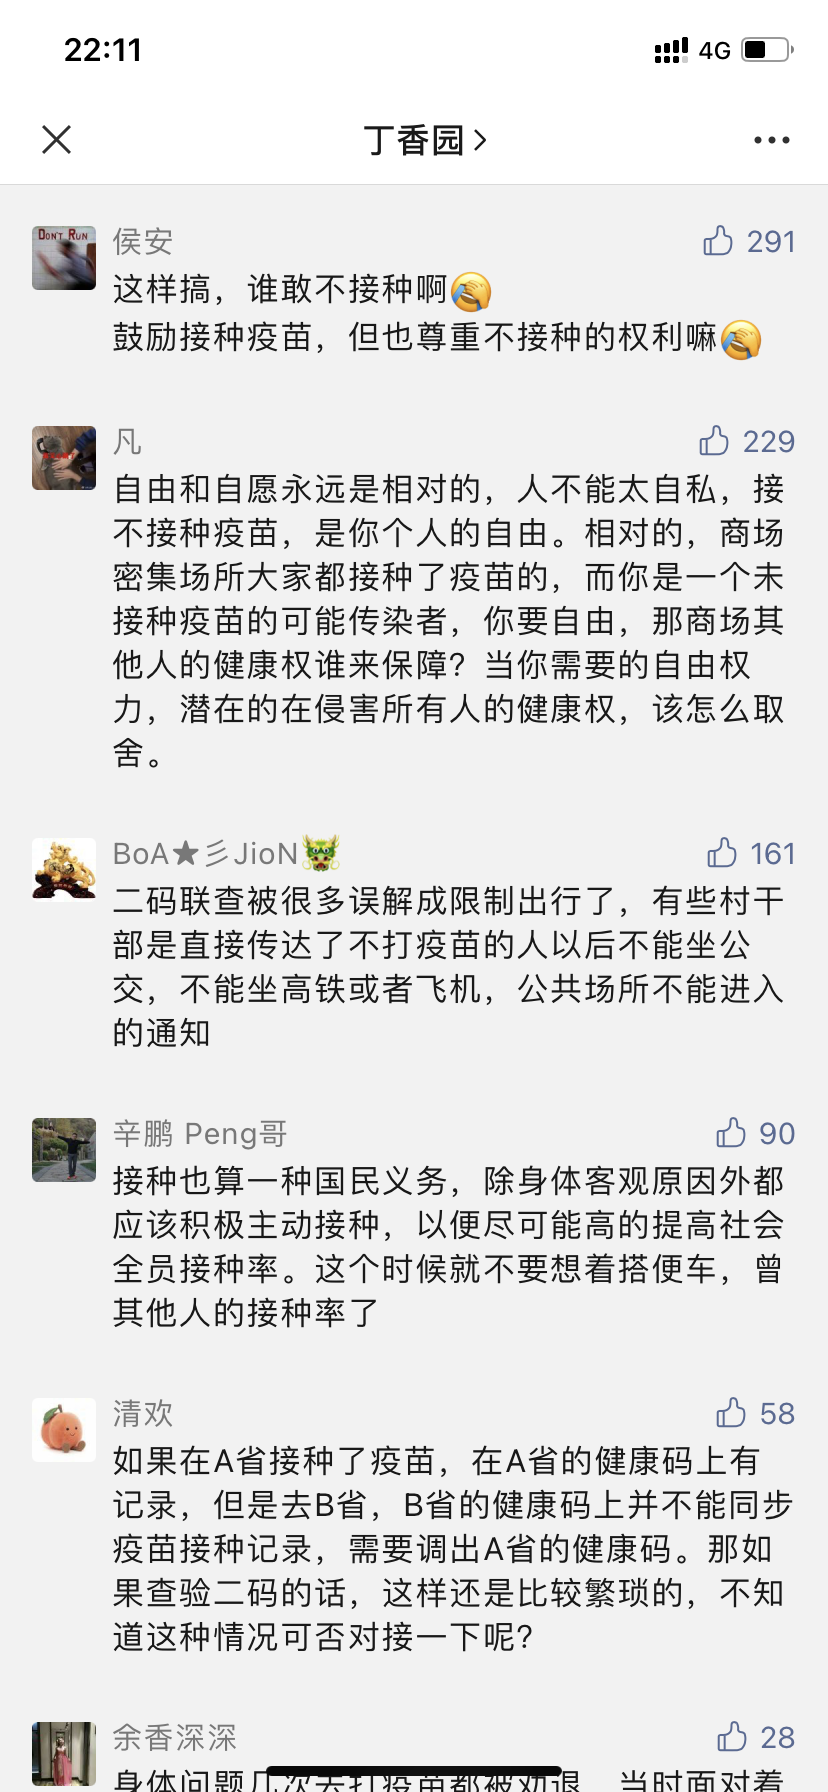 22:11
4G
丁香园
DON'T RUN
侯安
291
这样搞，谁敢不接种啊🤦
鼓励接种疫苗，但也尊重不接种的权利嘛🤦
凡
229
自由和自愿永远是相对的，人不能太自私，接
不接种疫苗，是你个人的自由。相对的，商场
密集场所大家都接种了疫苗的，而你是一个未
接种疫苗的可能传染者，你要自由，那商场其
他人的健康权谁来保障？当你需要的自由权
力，潜在的在侵害所有人的健康权，该怎么取
舍。
BoA★彡JioN🐲
161
二码联查被很多误解成限制出行了，有些村干
部是直接传达了不打疫苗的人以后不能坐公
交，不能坐高铁或者飞机，公共场所不能进入
的通知
辛鹏 Peng哥
90
接种也算一种国民义务，除身体客观原因外都
应该积极主动接种，以便尽可能高的提高社会
全员接种率。这个时候就不要想着搭便车，曾
其他人的接种率了
清欢
58
如果在A省接种了疫苗，在A省的健康码上有
记录，但是去B省，B省的健康码上并不能同步
疫苗接种记录，需要调出A省的健康码。那如
果查验二码的话，这样还是比较繁琐的，不知
道这种情况可否对接一下呢？
余香深深
28
身体问题几次去打疫苗都被劝退，当时面对着